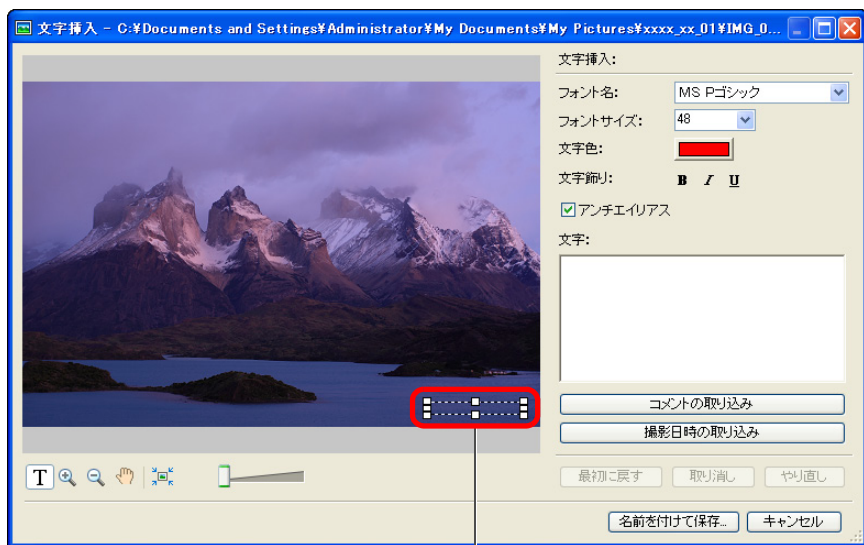 文字挿入 - C:¥Documents and Settings¥Administrator¥My Documents¥My Pictures¥xxxx_xx_01¥IMG_0...
文字挿入:
フォント名: MS Pゴシック
フォントサイズ: 48
文字色:
文字飾り: B I U
アンチエイリアス
文字:
コメントの取り込み
撮影日時の取り込み
T
最初に戻す 取り消し やり直し
名前を付けて保存... キャンセル